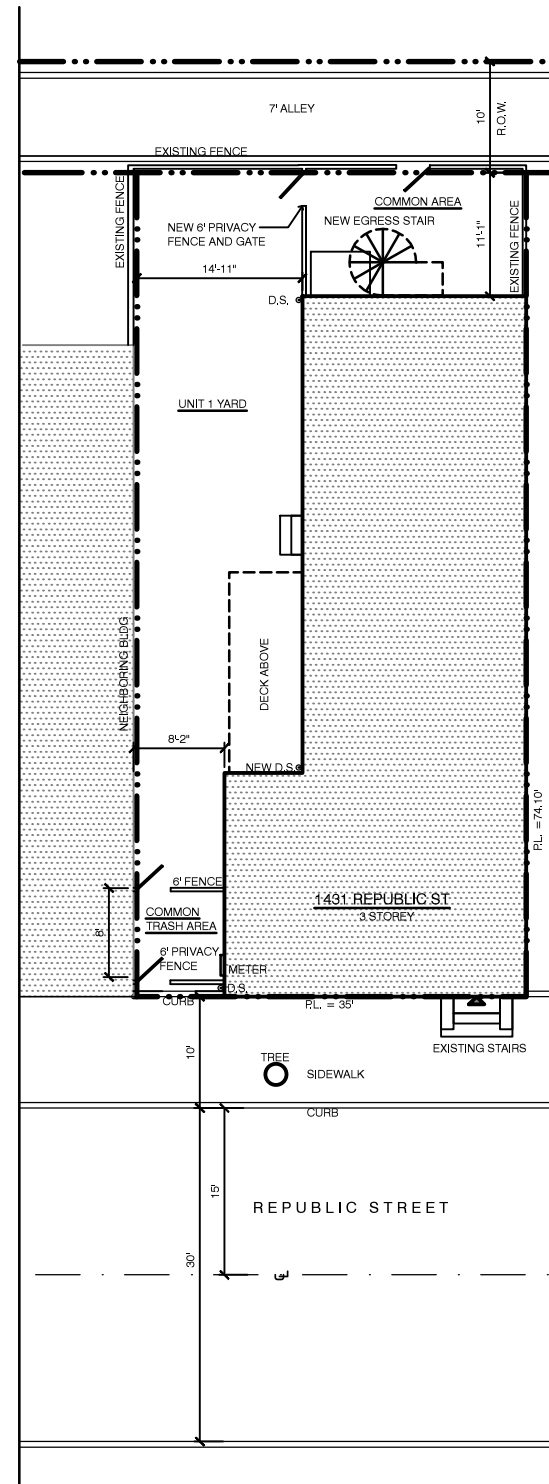 7' ALLEY
10'
R.O.W.
EXISTING FENCE
EXISTING FENCE
COMMON AREA
NEW EGRESS STAIR
NEW 6' PRIVACY
FENCE AND GATE
11'-1"
EXISTING FENCE
14'-11"
D.S.
UNIT 1 YARD
DECK ABOVE
NEIGHBORING BLDG
8'-2"
NEW D.S.
P.L. = 74.10'
6' FENCE
1431 REPUBLIC ST
3 STOREY
COMMON
TRASH AREA
8'
6' PRIVACY
FENCE
METER
D.S.
CURB
P.L. = 35'
EXISTING STAIRS
10'
TREE
SIDEWALK
CURB
15'
REPUBLIC STREET
30'
CL